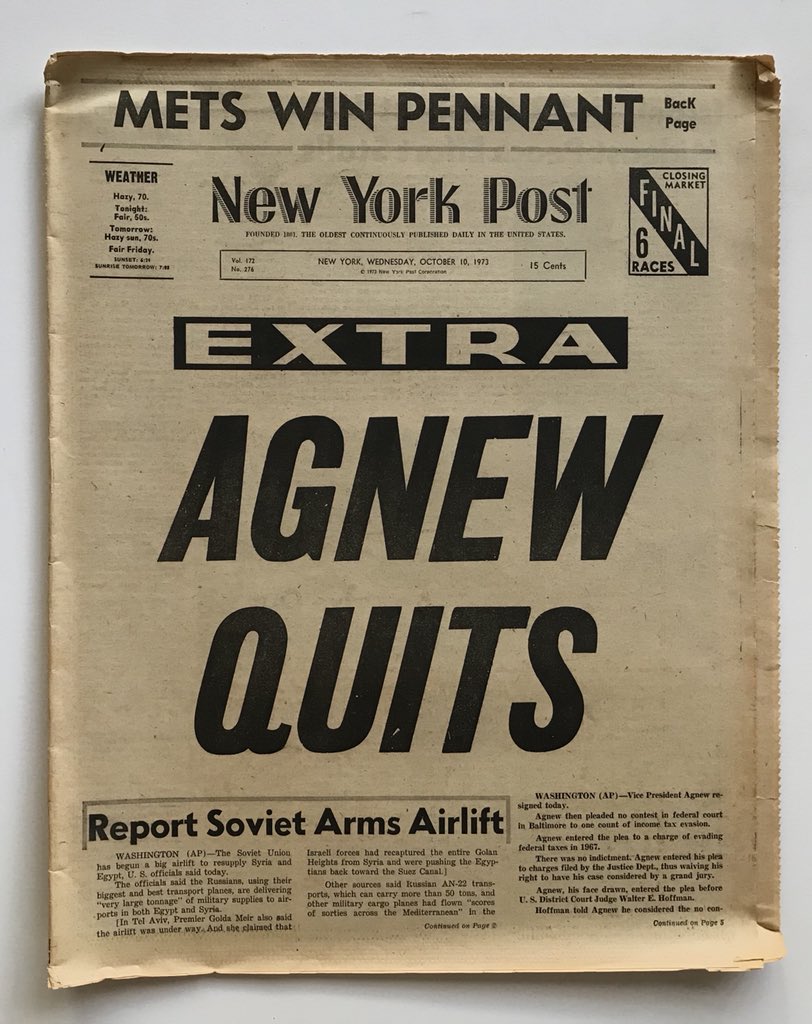 METS WIN PENNANT
Back
Page
WEATHER
Hazy, 70.
Tonight:
Fair, 60s.
Tomorrow:
Hazy sun, 70s.
Fair Friday.
SUNSET:
SUNRISE TOMORROW:
New York Post
FOUNDED 1801. THE OLDEST CONTINUOUSLY PUBLISHED DAILY IN THE UNITED STATES.
Vol. 172
No. 276
NEW YORK, WEDNESDAY, OCTOBER 10, 1973
© 1973 New York Post Corporation
15 Cents
CLOSING
MARKET
FINAL
6
RACES
EXTRA
AGNEW
QUITS
Report Soviet Arms Airlift
WASHINGTON (AP)—The Soviet Union
has begun a big airlift to resupply Syria and
Egypt, U. S. officials said today.
The officials said the Russians, using their
biggest and best transport planes, are delivering
"very large tonnage" of military supplies to air-
ports in both Egypt and Syria.
[In Tel Aviv, Premier Golda Meir also said
the airlift was under way. And she claimed that
Israeli forces had recaptured the entire Golan
Heights from Syria and were pushing the Egyp-
tians back toward the Suez Canal.]
Other sources said Russian AN-22 trans-
ports, which can carry more than 50 tons, and
other military cargo planes had flown "scores
of sorties across the Mediterranean" in the
Continued on Page 2
WASHINGTON (AP)—Vice President Agnew re-
signed today.
Agnew then pleaded no contest in federal court
in Baltimore to one count of income tax evasion.
Agnew entered the plea to a charge of evading
federal taxes in 1967.
There was no indictment. Agnew entered his plea
to charges filed by the Justice Dept., thus waiving his
right to have his case considered by a grand jury.
Agnew, his face drawn, entered the plea before
U. S. District Court Judge Walter E. Hoffman.
Hoffman told Agnew he considered the no con-
Continued on Page 5